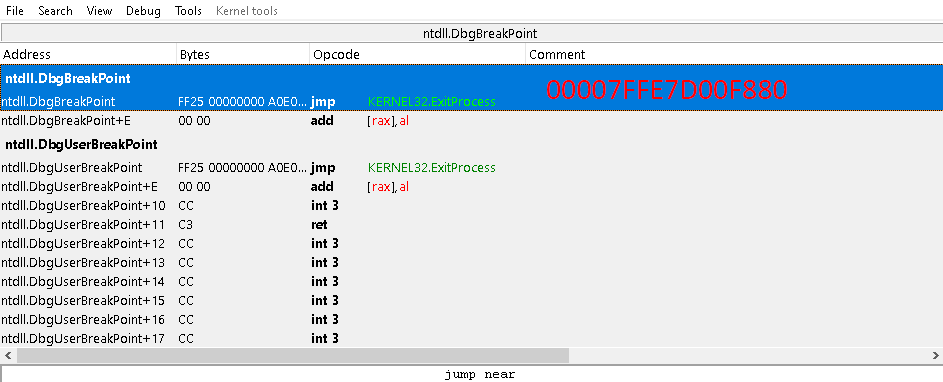 File Search View Debug Tools Kernel tools
ntdll.DbgBreakPoint
Address Bytes Opcode Comment
ntdll.DbgBreakPoint
ntdll.DbgBreakPoint FF25 00000000 A0E0... jmp KERNEL32.ExitProcess 00007FFE7D00F880
ntdll.DbgBreakPoint+E 00 00 add [rax],al
ntdll.DbgUserBreakPoint
ntdll.DbgUserBreakPoint FF25 00000000 A0E0... jmp KERNEL32.ExitProcess
ntdll.DbgUserBreakPoint+E 00 00 add [rax],al
ntdll.DbgUserBreakPoint+10 CC int 3
ntdll.DbgUserBreakPoint+11 C3 ret
ntdll.DbgUserBreakPoint+12 CC int 3
ntdll.DbgUserBreakPoint+13 CC int 3
ntdll.DbgUserBreakPoint+14 CC int 3
ntdll.DbgUserBreakPoint+15 CC int 3
ntdll.DbgUserBreakPoint+16 CC int 3
ntdll.DbgUserBreakPoint+17 CC int 3
jump near